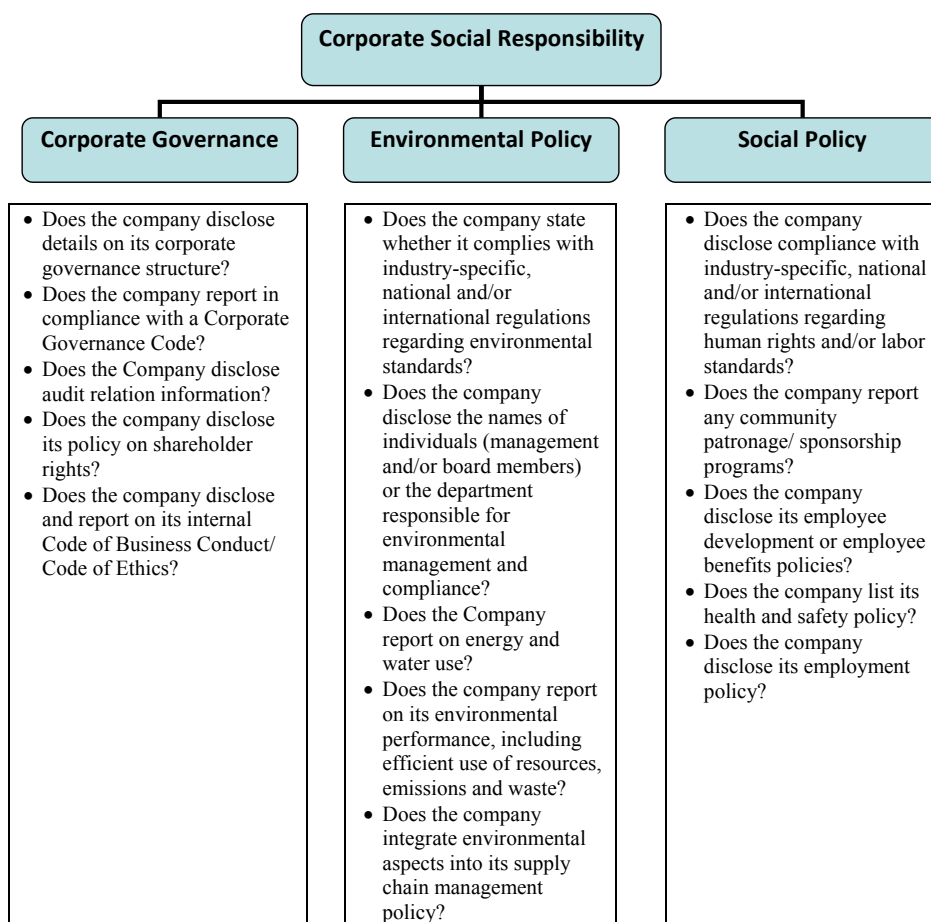 Corporate Social Responsibility
Corporate Governance
Environmental Policy
Social Policy
• Does the company disclose
details on its corporate
governance structure?
• Does the company report in
compliance with a Corporate
Governance Code?
• Does the Company disclose
audit relation information?
• Does the company disclose
its policy on shareholder
rights?
• Does the company disclose
and report on its internal
Code of Business Conduct/
Code of Ethics?
• Does the company state
whether it complies with
industry-specific,
national and/or
international regulations
regarding environmental
standards?
• Does the company
disclose the names of
individuals (management
and/or board members)
or the department
responsible for
environmental
management and
compliance?
• Does the Company
report on energy and
water use?
• Does the company report
on its environmental
performance, including
efficient use of resources,
emissions and waste?
• Does the company
integrate environmental
aspects into its supply
chain management
policy?
• Does the company
disclose compliance with
industry-specific, national
and/or international
regulations regarding
human rights and/or labor
standards?
• Does the company report
any community
patronage/ sponsorship
programs?
• Does the company
disclose its employee
development or employee
benefits policies?
• Does the company list its
health and safety policy?
• Does the company
disclose its employment
policy?